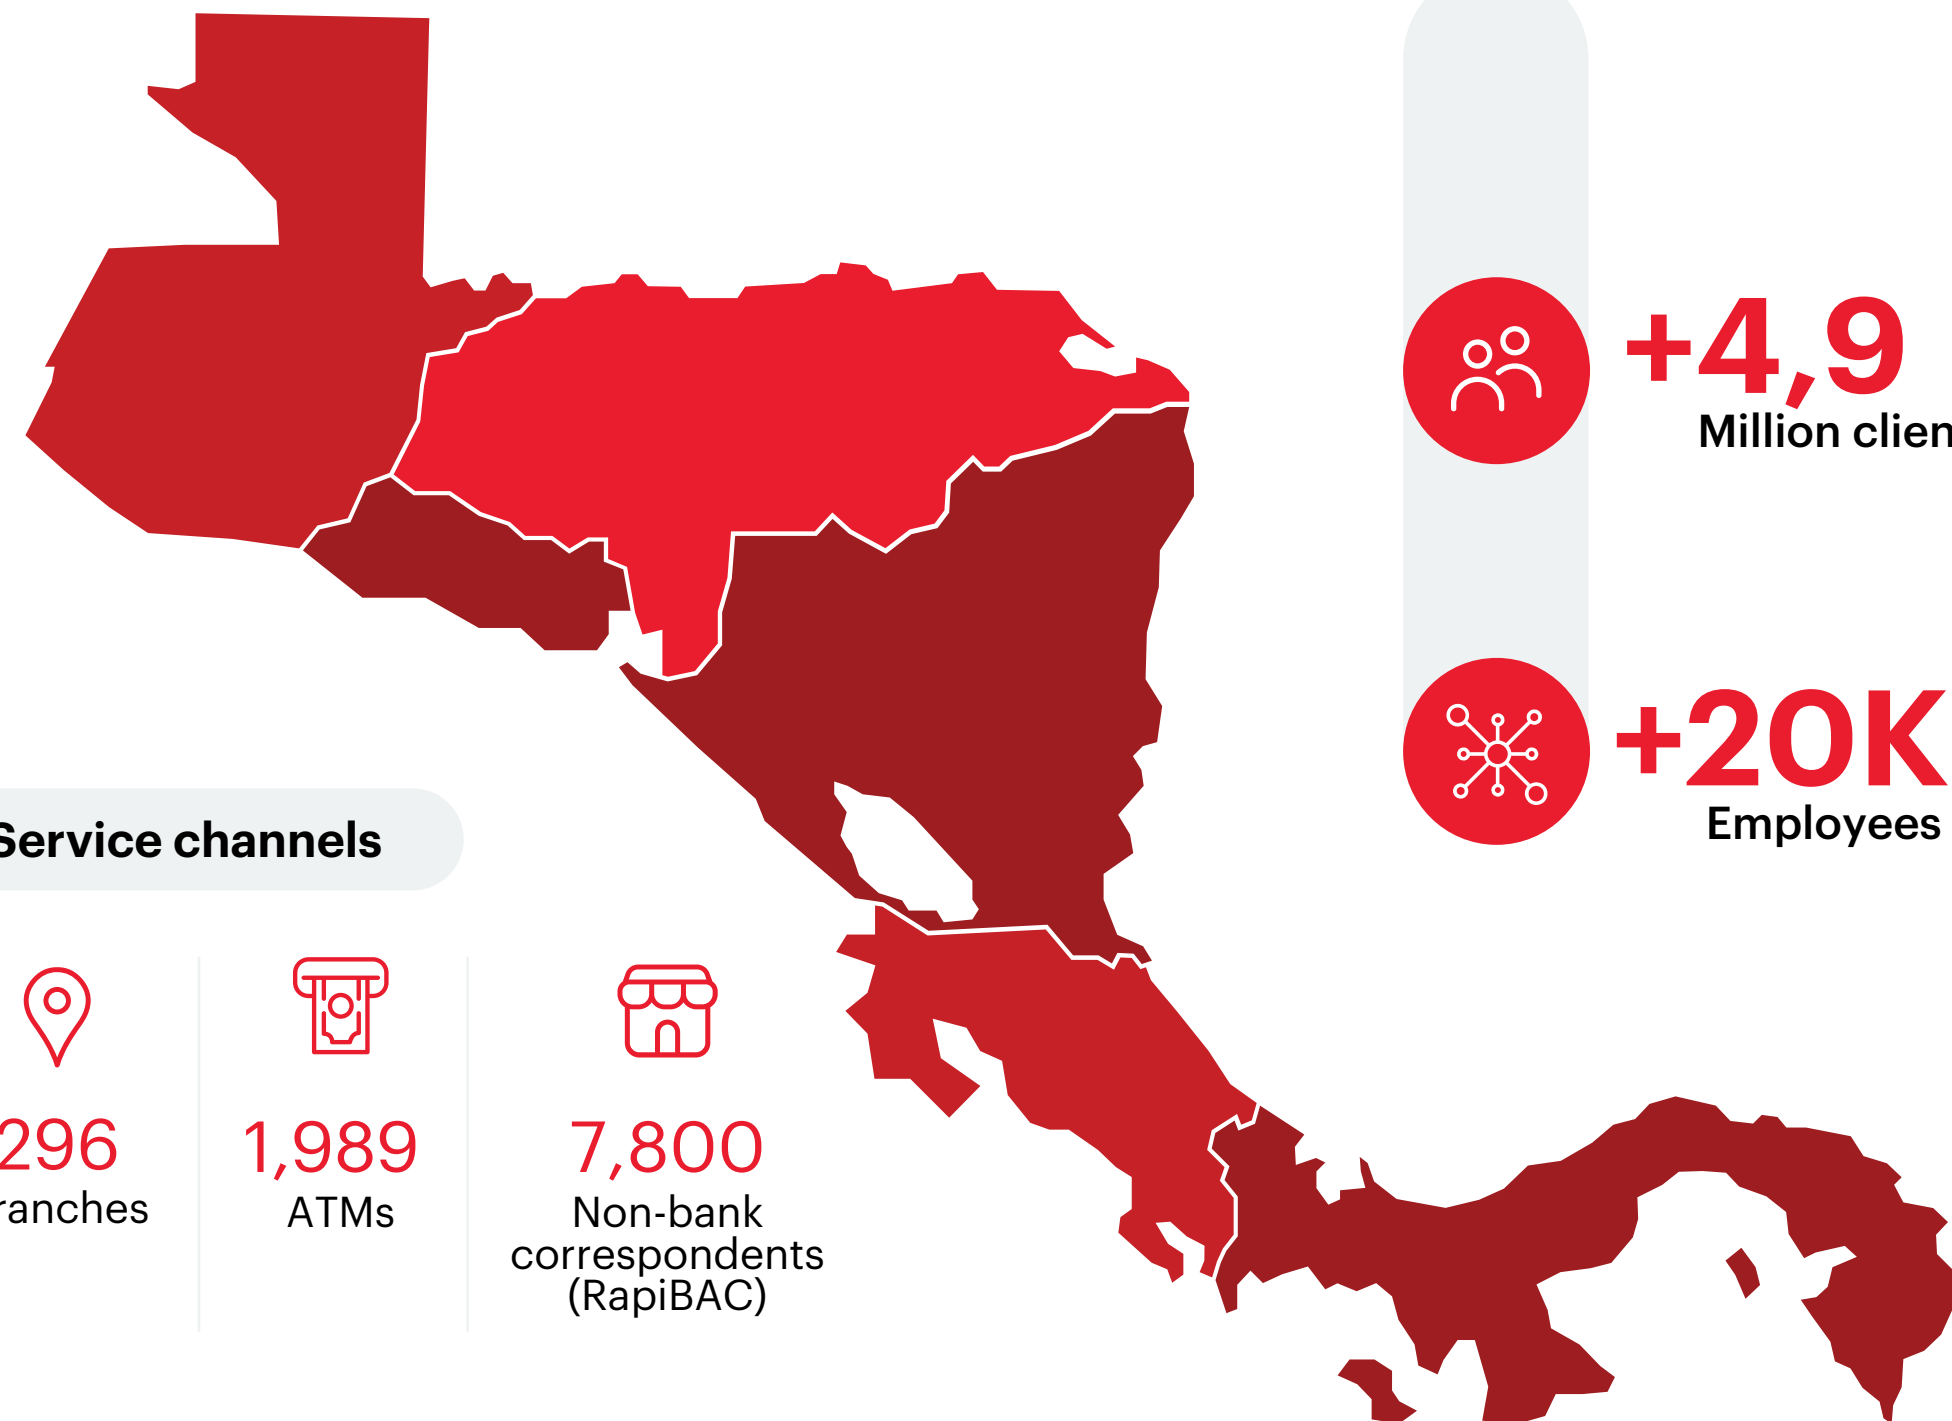 +4,9
Million clien
+20K
Employees
Service channels
296
ranches
1,989
ATMs
7,800
Non-bank
correspondents
(RapiBAC)